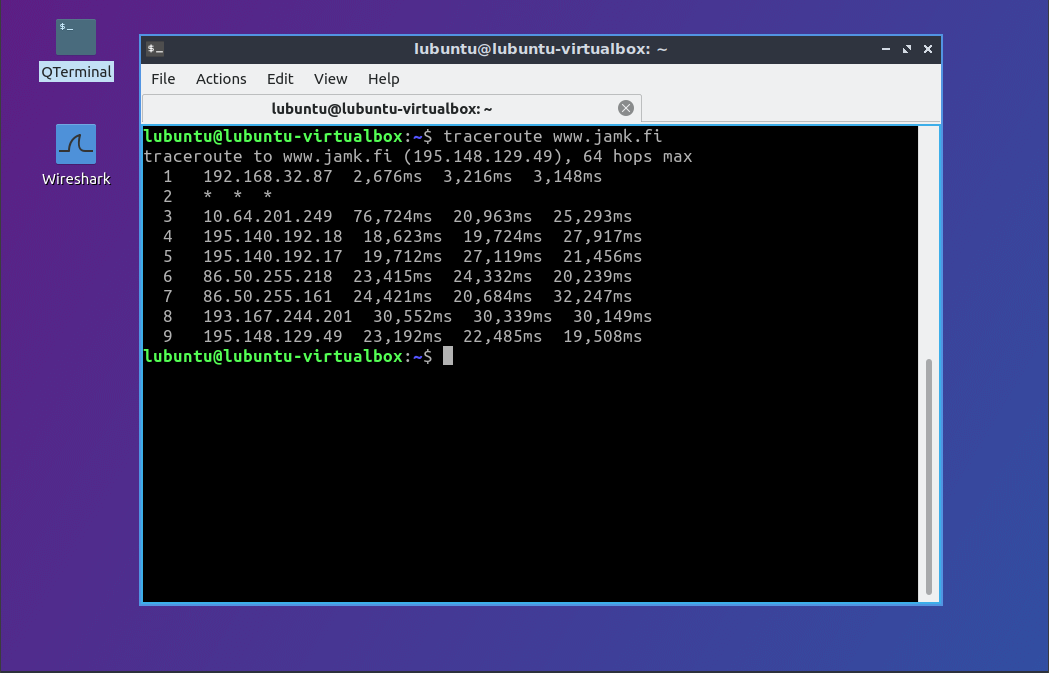 $_
QTerminal
Wireshark
$_ lubuntu@lubuntu-virtualbox: ~
File Actions Edit View Help
lubuntu@lubuntu-virtualbox: ~
lubuntu@lubuntu-virtualbox:~$ traceroute www.jamk.fi
traceroute to www.jamk.fi (195.148.129.49), 64 hops max
1 192.168.32.87 2,676ms 3,216ms 3,148ms
2 * * *
3 10.64.201.249 76,724ms 20,963ms 25,293ms
4 195.140.192.18 18,623ms 19,724ms 27,917ms
5 195.140.192.17 19,712ms 27,119ms 21,456ms
6 86.50.255.218 23,415ms 24,332ms 20,239ms
7 86.50.255.161 24,421ms 20,684ms 32,247ms
8 193.167.244.201 30,552ms 30,339ms 30,149ms
9 195.148.129.49 23,192ms 22,485ms 19,508ms
lubuntu@lubuntu-virtualbox:~$